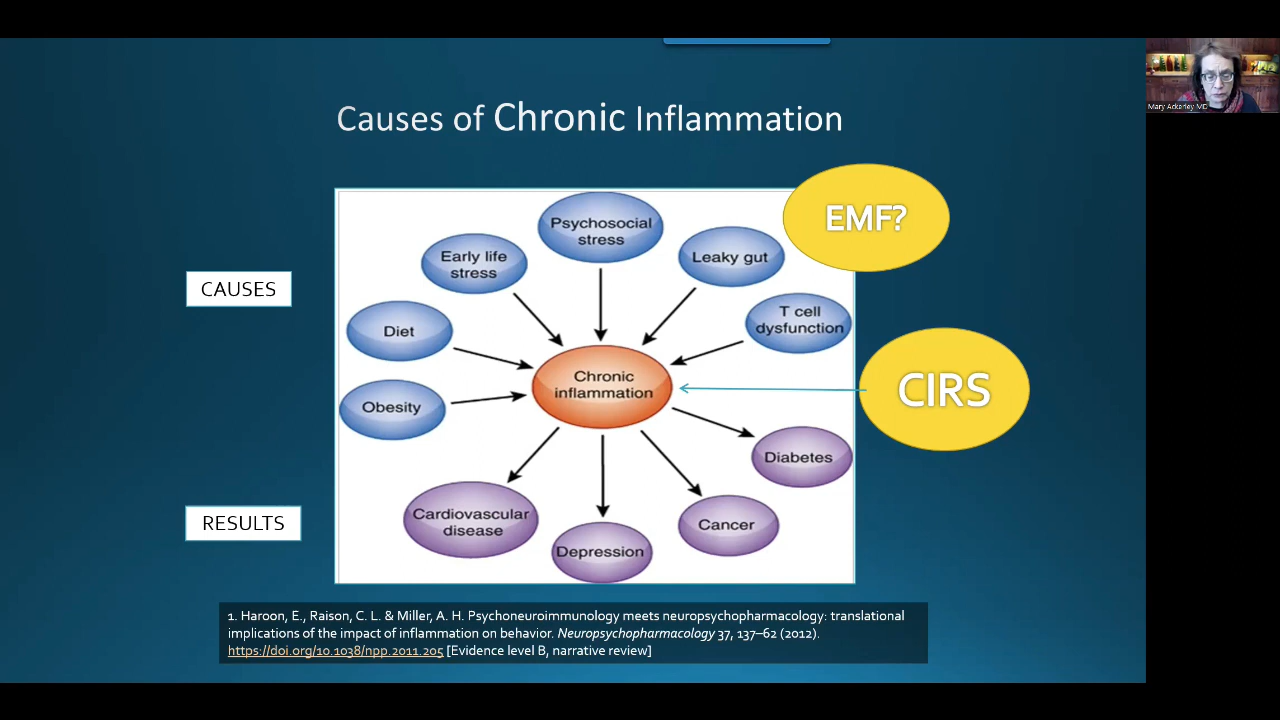 Mary Ackerley MD
Causes of Chronic Inflammation
EMF?
Psychosocial
stress
Early life
stress
Leaky gut
CAUSES
T cell
dysfunction
Diet
Chronic
inflammation
CIRS
Obesity
Diabetes
RESULTS
Cardiovascular
disease
Cancer
Depression
1. Haroon, E., Raison, C. L. & Miller, A. H. Psychoneuroimmunology meets neuropsychopharmacology: translational
implications of the impact of inflammation on behavior. Neuropsychopharmacology 37, 137–62 (2012).
https://doi.org/10.1038/npp.2011.205 [Evidence level B, narrative review]